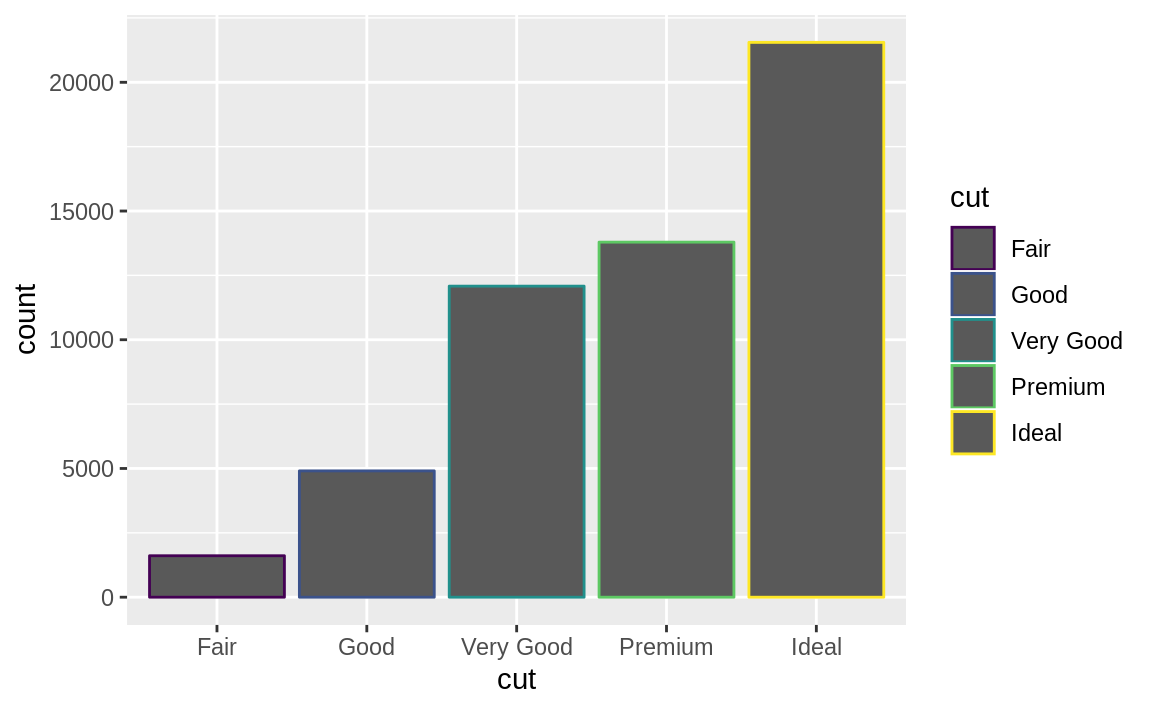 20000
15000
10000
5000
0
count
Fair
Good
Very Good
Premium
Ideal
cut
cut
Fair
Good
Very Good
Premium
Ideal